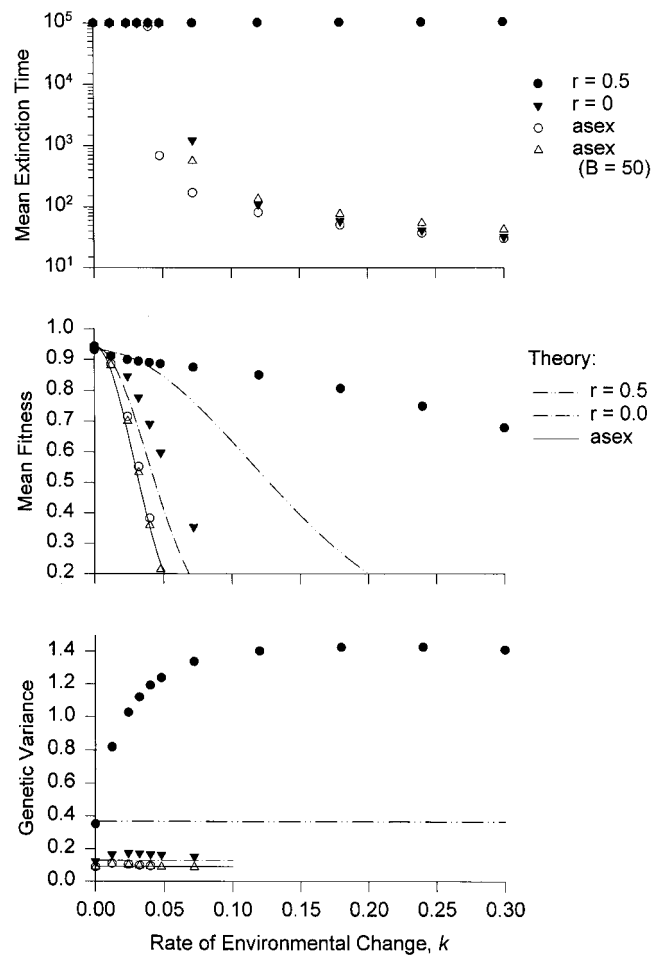 10⁵
10⁴
10³
10²
10¹
Mean Extinction Time
r = 0.5
r = 0
asex
asex
(B = 50)
1.0
0.9
0.8
0.7
0.6
0.5
0.4
0.3
0.2
Mean Fitness
Theory:
r = 0.5
r = 0.0
asex
1.4
1.2
1.0
0.8
0.6
0.4
0.2
0.0
Genetic Variance
0.00 0.05 0.10 0.15 0.20 0.25 0.30
Rate of Environmental Change, k